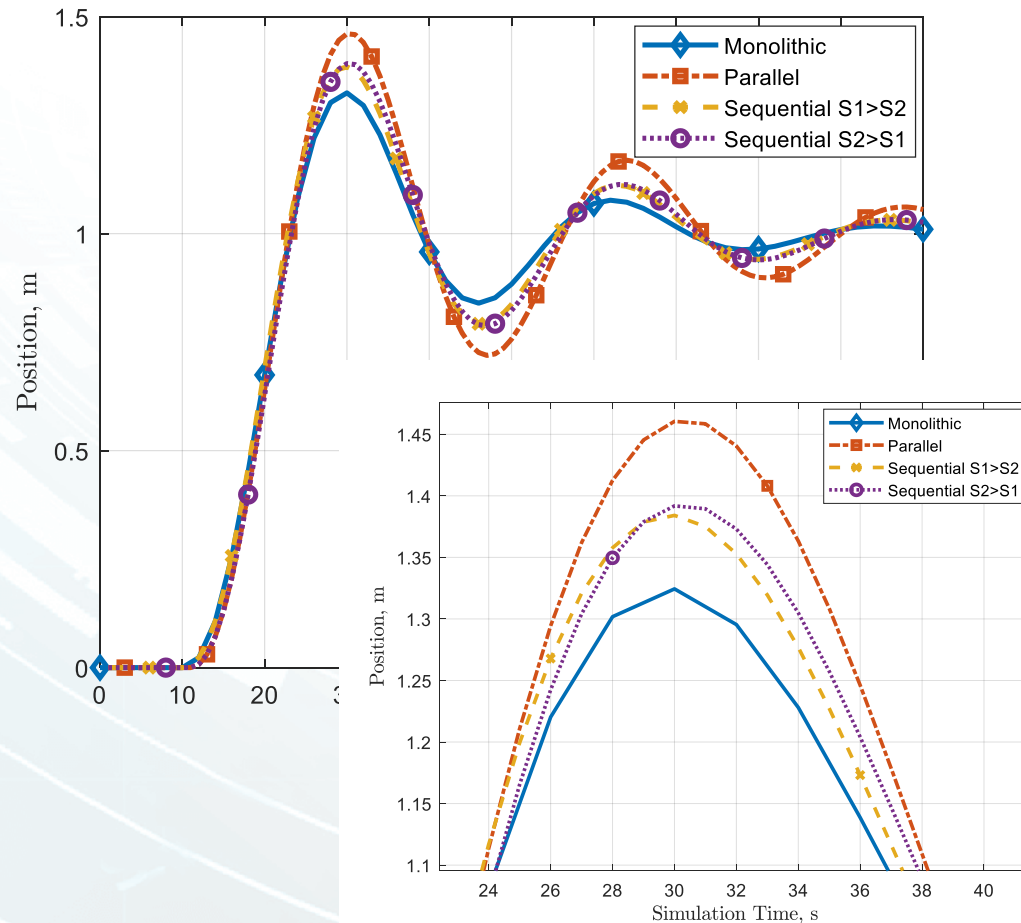 1.5
1
0.5
0
Position, m
0
10
20
3
Monolithic
Parallel
Sequential S1>S2
Sequential S2>S1
1.45
1.4
1.35
1.3
1.25
1.2
1.15
1.1
Position, m
24
26
28
30
32
34
36
38
40
Simulation Time, s
Monolithic
Parallel
Sequential S1>S2
Sequential S2>S1